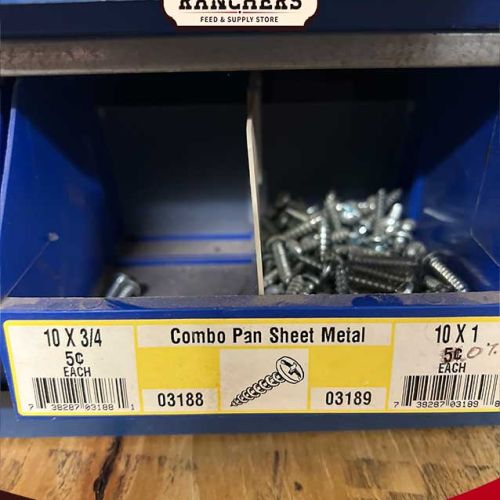 RANCHERS
FEED & SUPPLY STORE
10 X 3/4
5¢
EACH
7 38287 03188 1
Combo Pan Sheet Metal
03188
03189
10 X 1
5¢
EACH
7 38287 03189 8